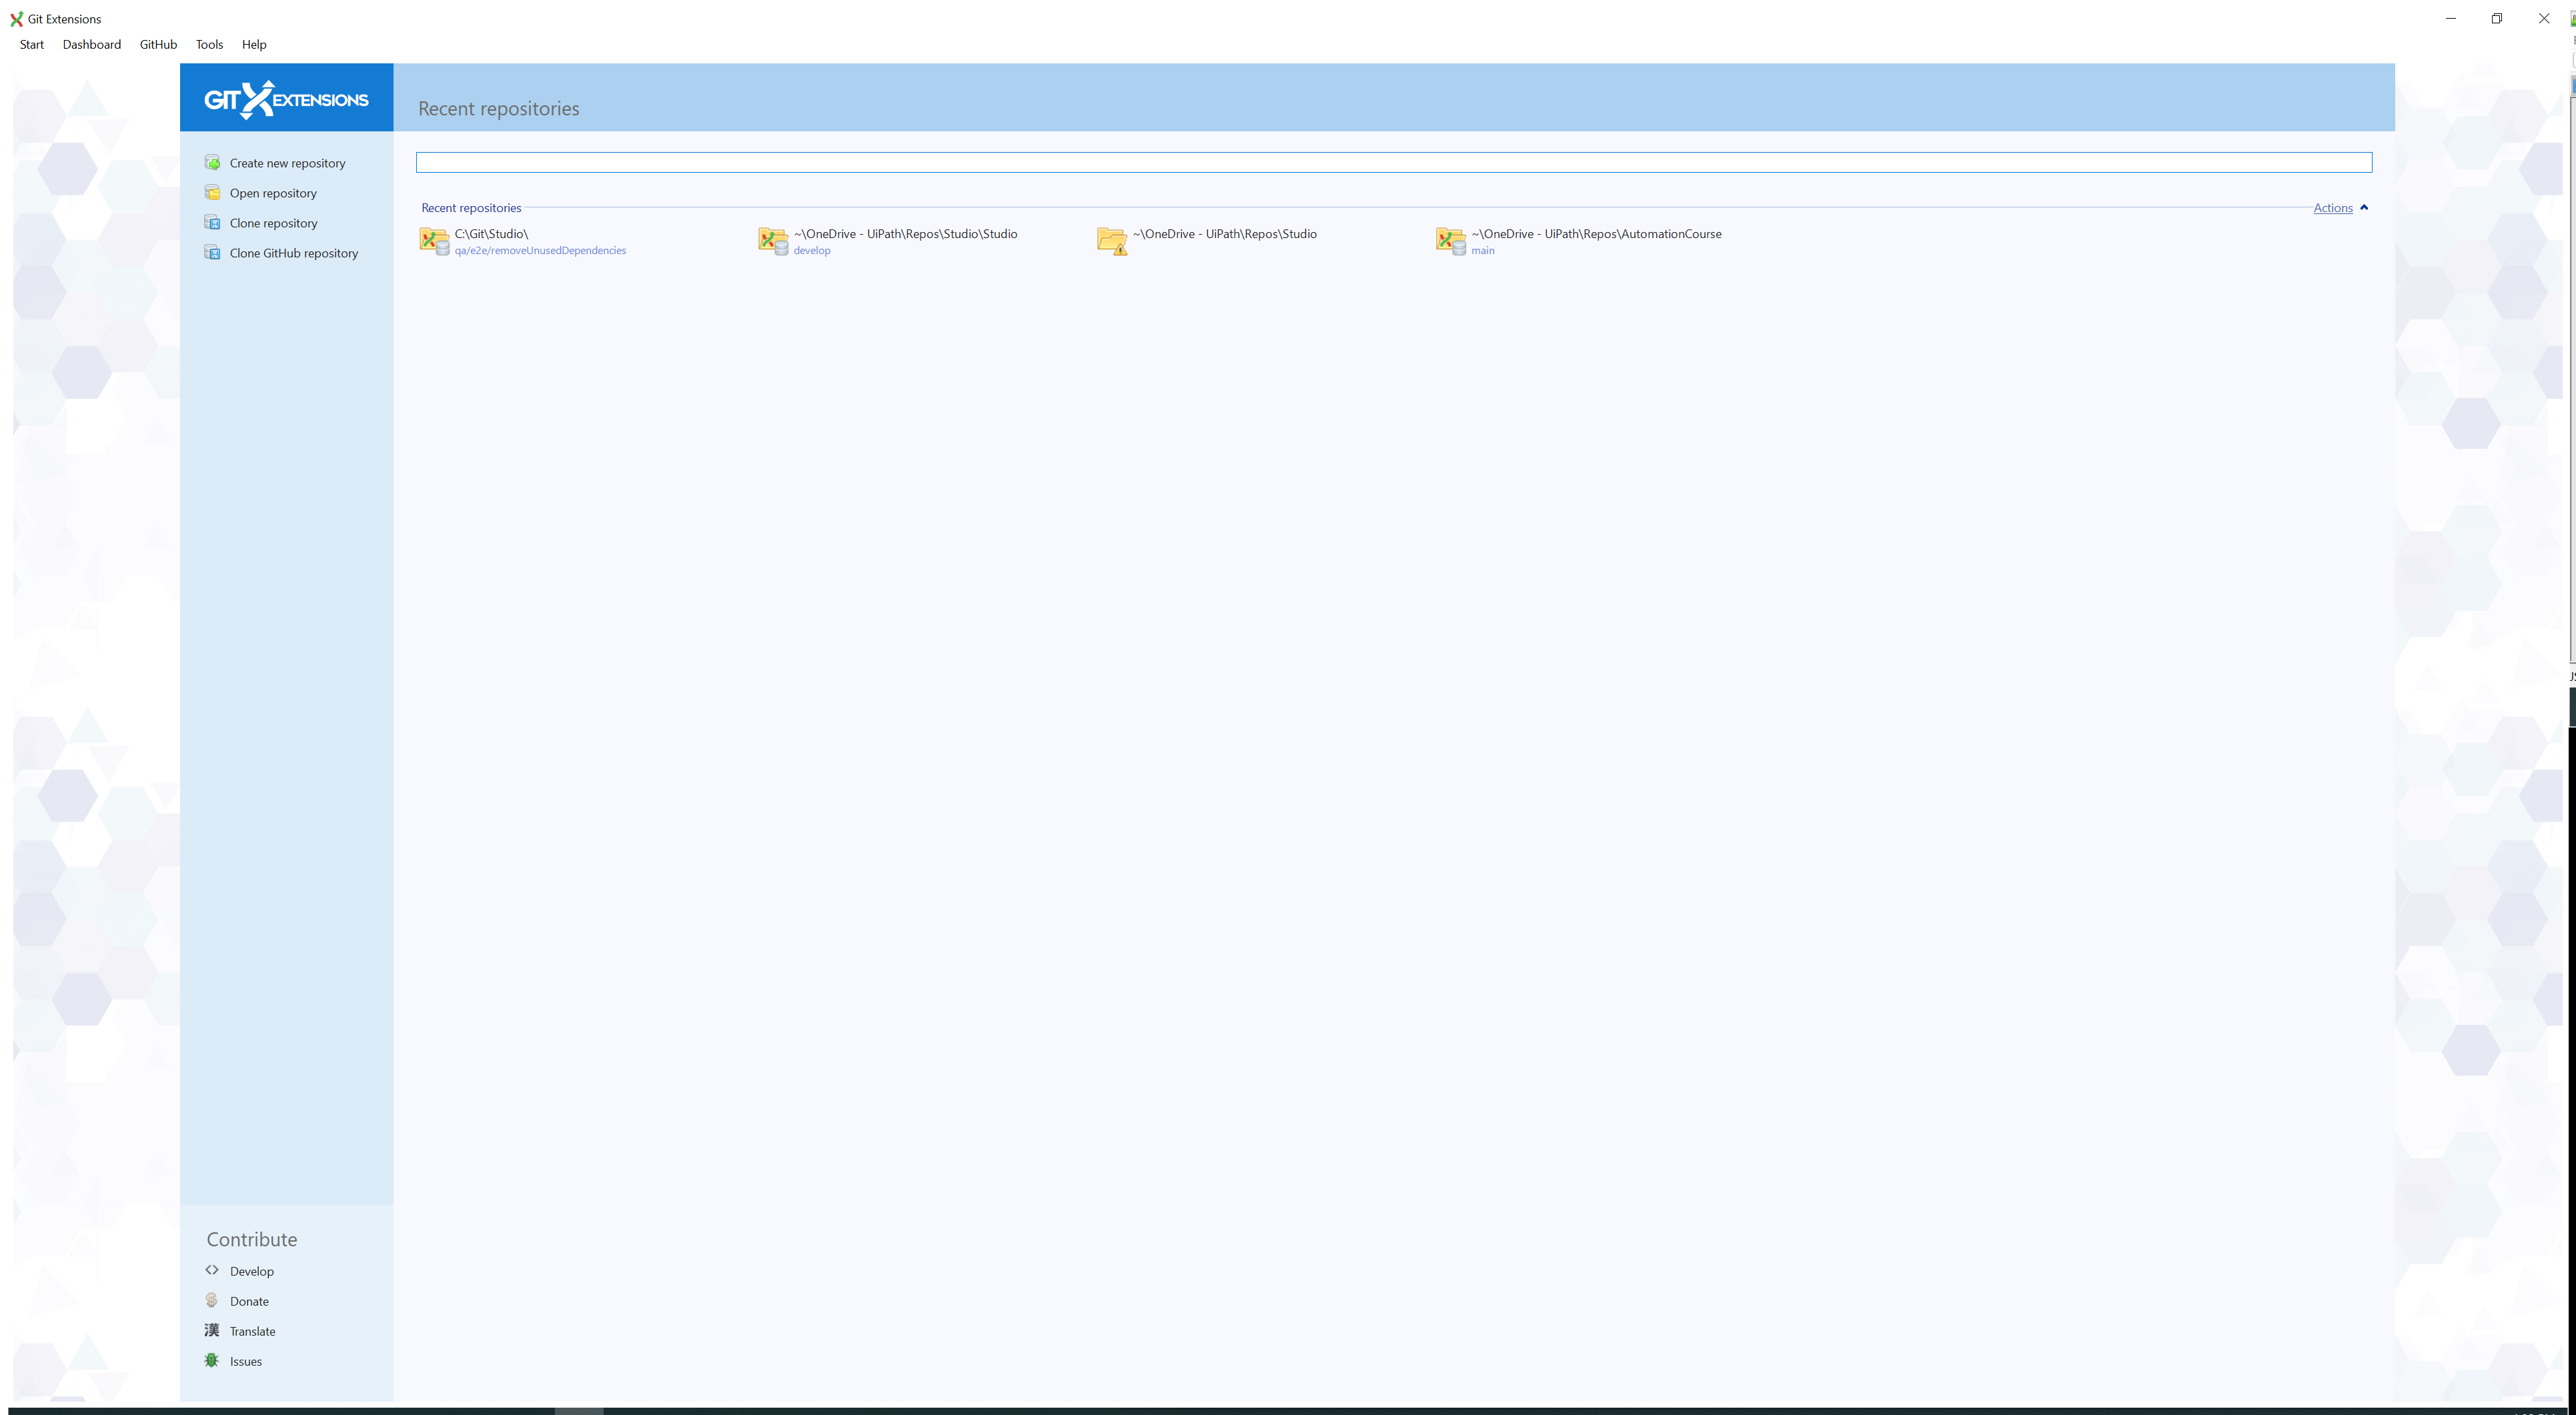 Git Extensions
Start Dashboard GitHub Tools Help
GIT EXTENSIONS
Recent repositories
Create new repository
Open repository
Clone repository
Clone GitHub repository
Recent repositories
Actions
C:\Git\Studio\
qa/e2e/removeUnusedDependencies
~\OneDrive - UiPath\Repos\Studio\Studio
develop
~\OneDrive - UiPath\Repos\Studio
~\OneDrive - UiPath\Repos\AutomationCourse
main
Contribute
Develop
Donate
漢 Translate
Issues